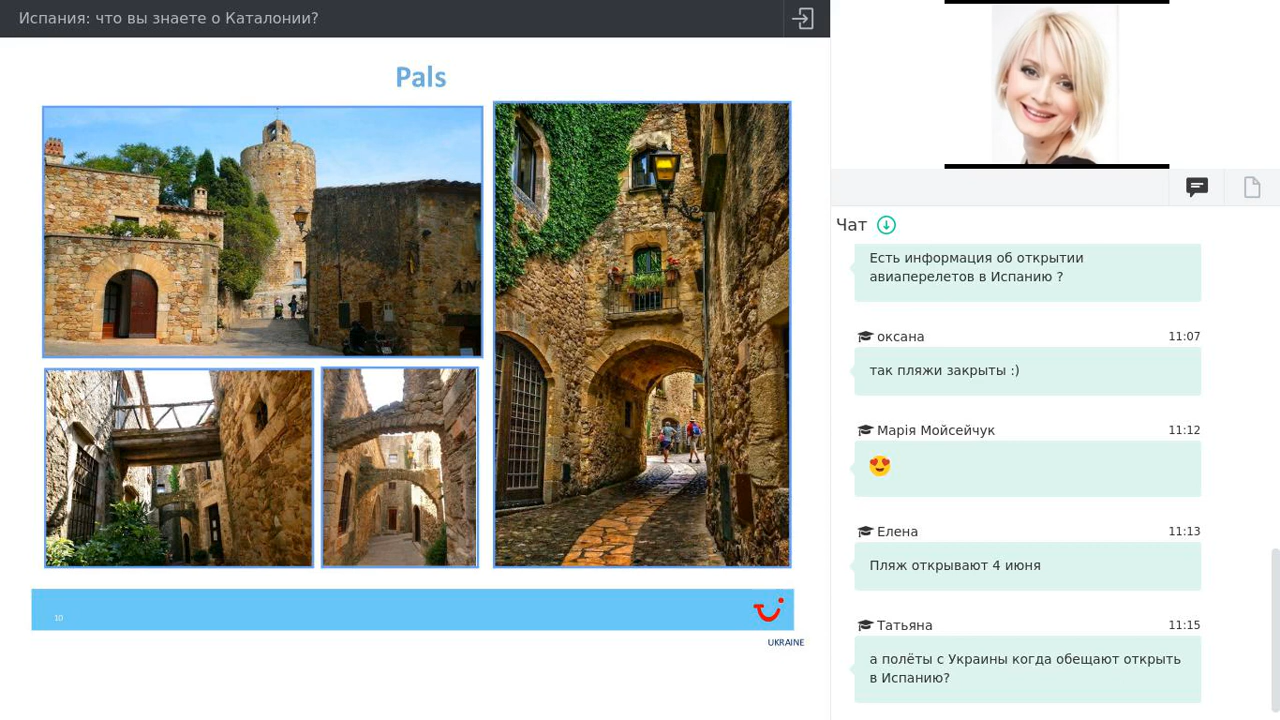 Испания: что вы знаете о Каталонии?
Pals
10
UKRAINE
Чат
Есть информация об открытии
авиаперелетов в Испанию ?
оксана 11:07
так пляжи закрыты :)
Марія Мойсейчук 11:12
Елена 11:13
Пляж открывают 4 июня
Татьяна 11:15
а полёты с Украины когда обещают открыть
в Испанию?